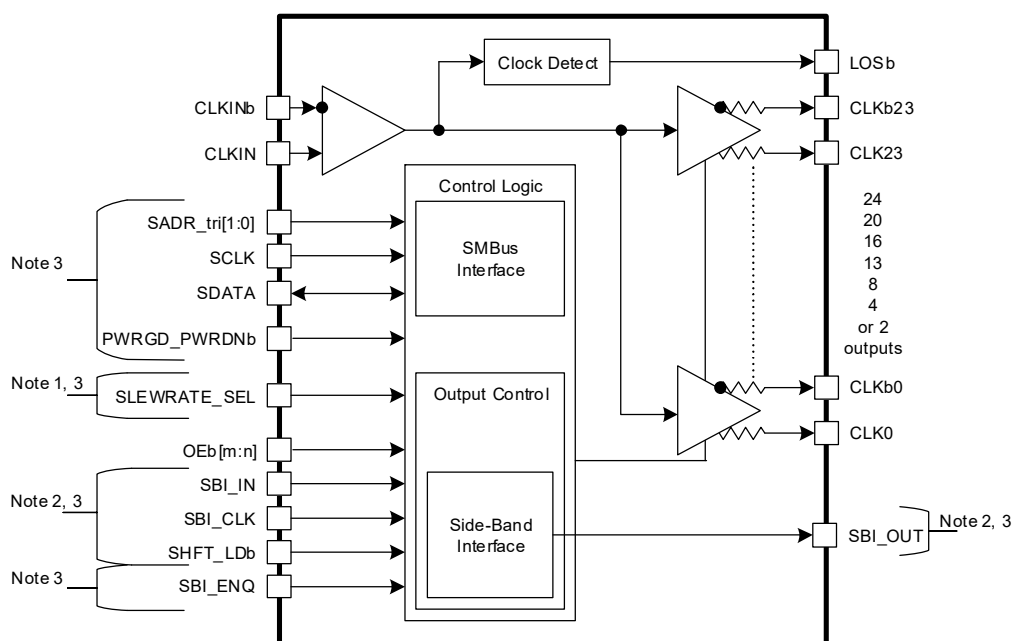 Clock Detect
LOSb
CLKINb
CLKb23
CLKIN
CLK23
Control Logic
SADR_tri[1:0]
SMBus
Interface
24
20
16
13
8
4
or 2
outputs
SCLK
Note 3
SDATA
PWRGD_PWRDNb
Note 1, 3
SLEWRATE_SEL
Output Control
CLKb0
CLK0
OEb[m:n]
SBI_IN
Note 2, 3
SBI_CLK
Side-Band
Interface
SBI_OUT
Note 2, 3
SHFT_LDb
Note 3
SBI_ENQ